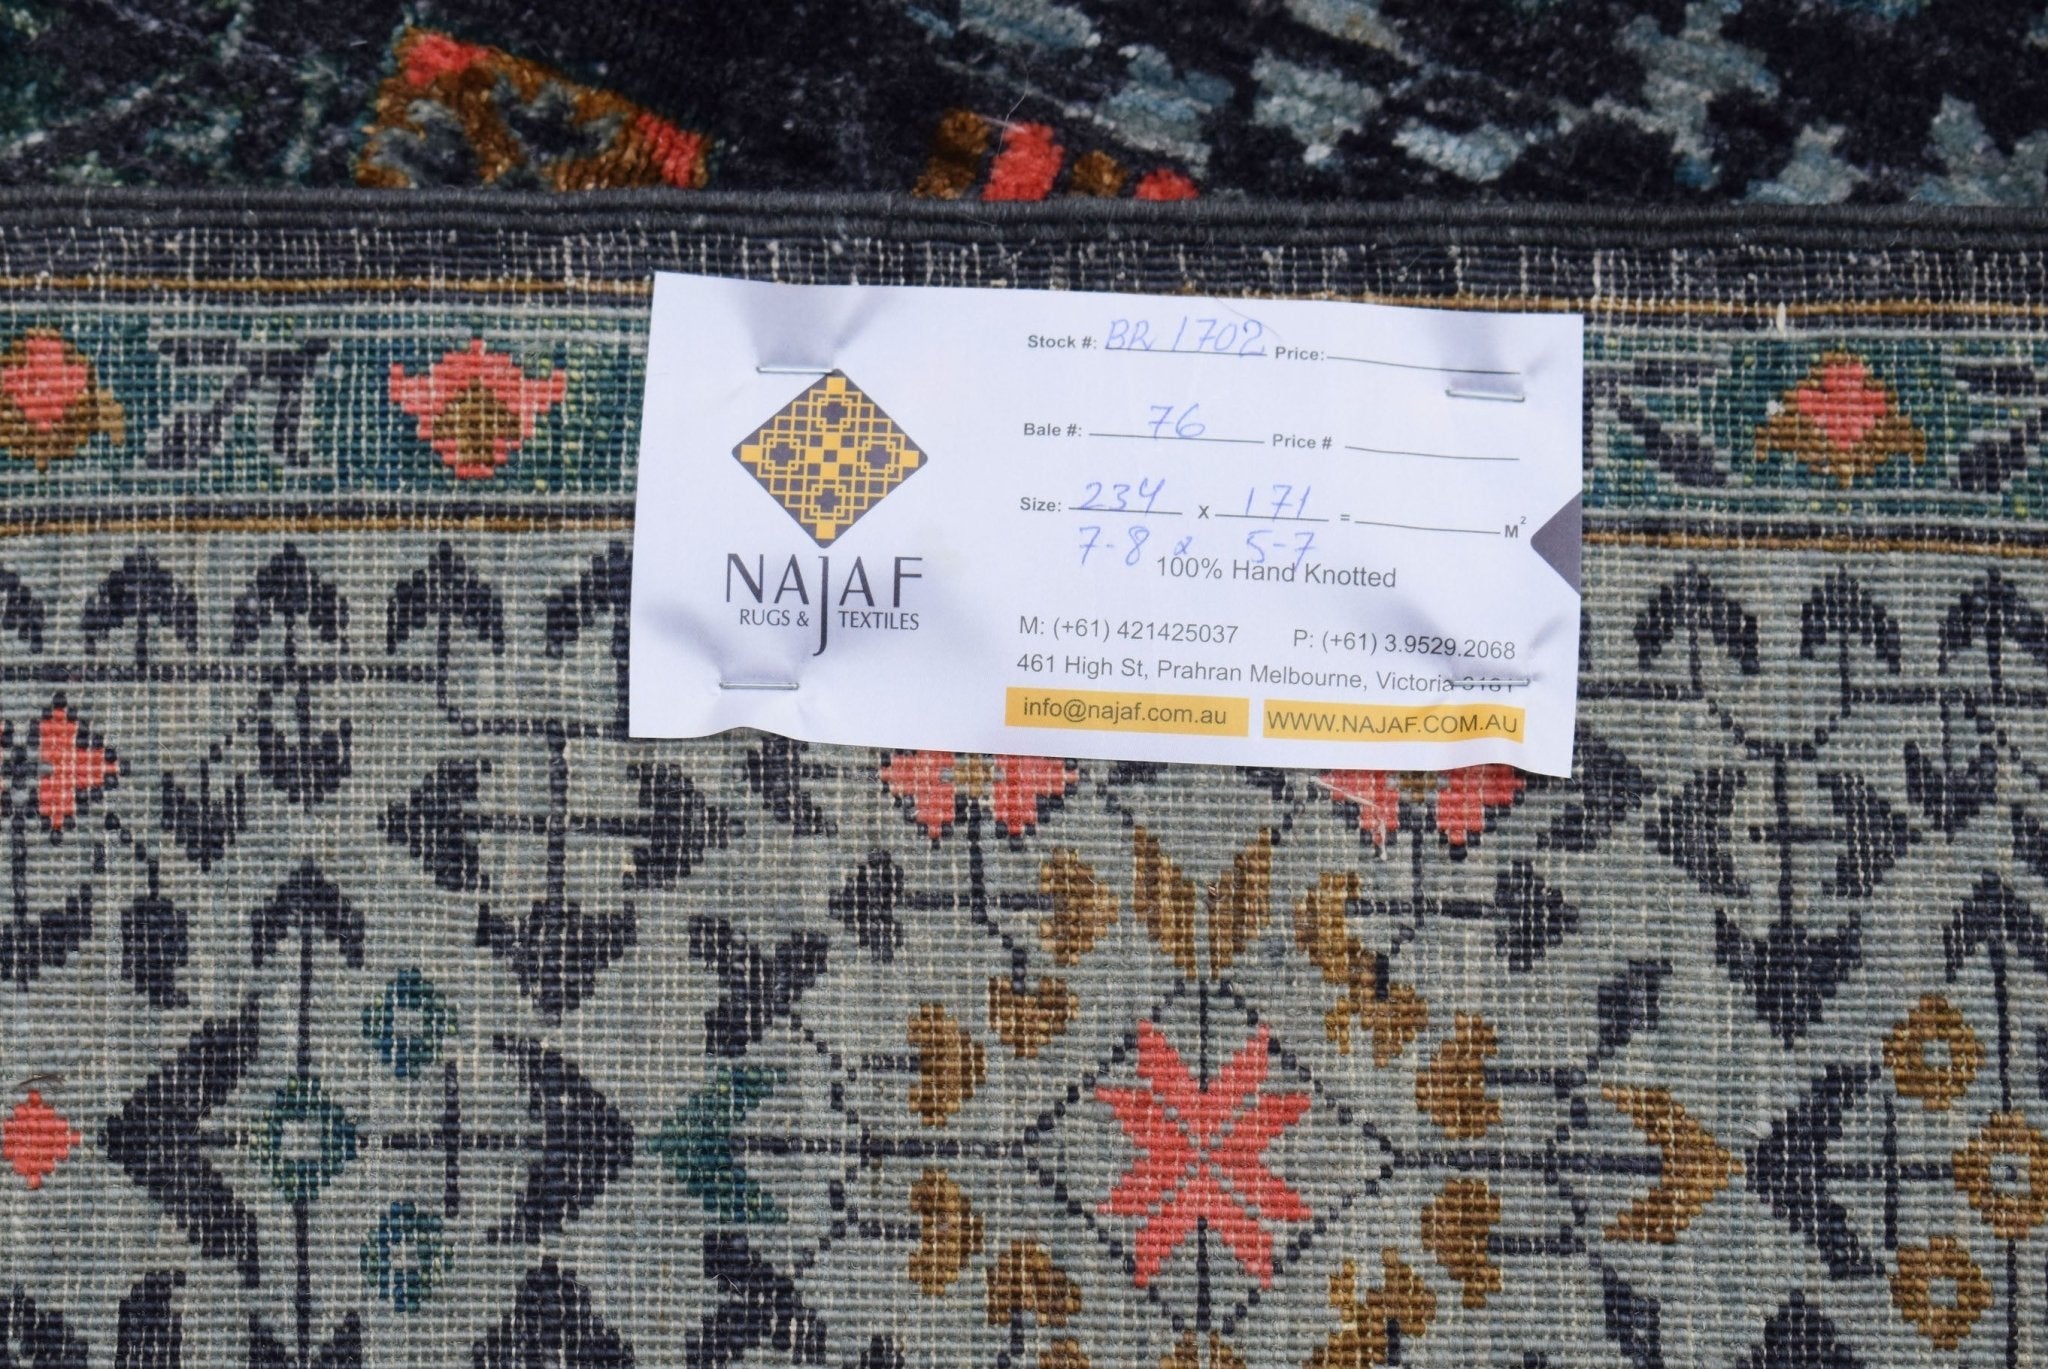 NAJAF
RUGS & TEXTILES
Stock #: BR 1702 Price:
Bale #: 76 Price #
Size: 234 x 171 = M²
7-8 x 5-7
100% Hand Knotted
M: (+61) 421425037 P: (+61) 3.9529.2068
461 High St, Prahran Melbourne, Victoria 3181
info@najaf.com.au WWW.NAJAF.COM.AU